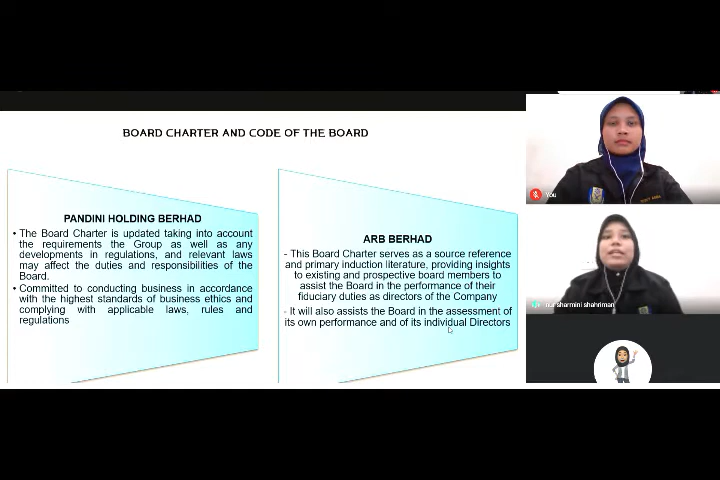 BOARD CHARTER AND CODE OF THE BOARD
PANDINI HOLDING BERHAD
• The Board Charter is updated taking into account
the requirements the Group as well as any
developments in regulations, and relevant laws
may affect the duties and responsibilities of the
Board.
• Committed to conducting business in accordance
with the highest standards of business ethics and
complying with applicable laws, rules and
regulations
ARB BERHAD
- This Board Charter serves as a source reference
and primary induction literature, providing insights
to existing and prospective board members to
assist the Board in the performance of their
fiduciary duties as directors of the Company
- It will also assists the Board in the assessment of
its own performance and of its individual Directors
You
nur sharmini shahriman